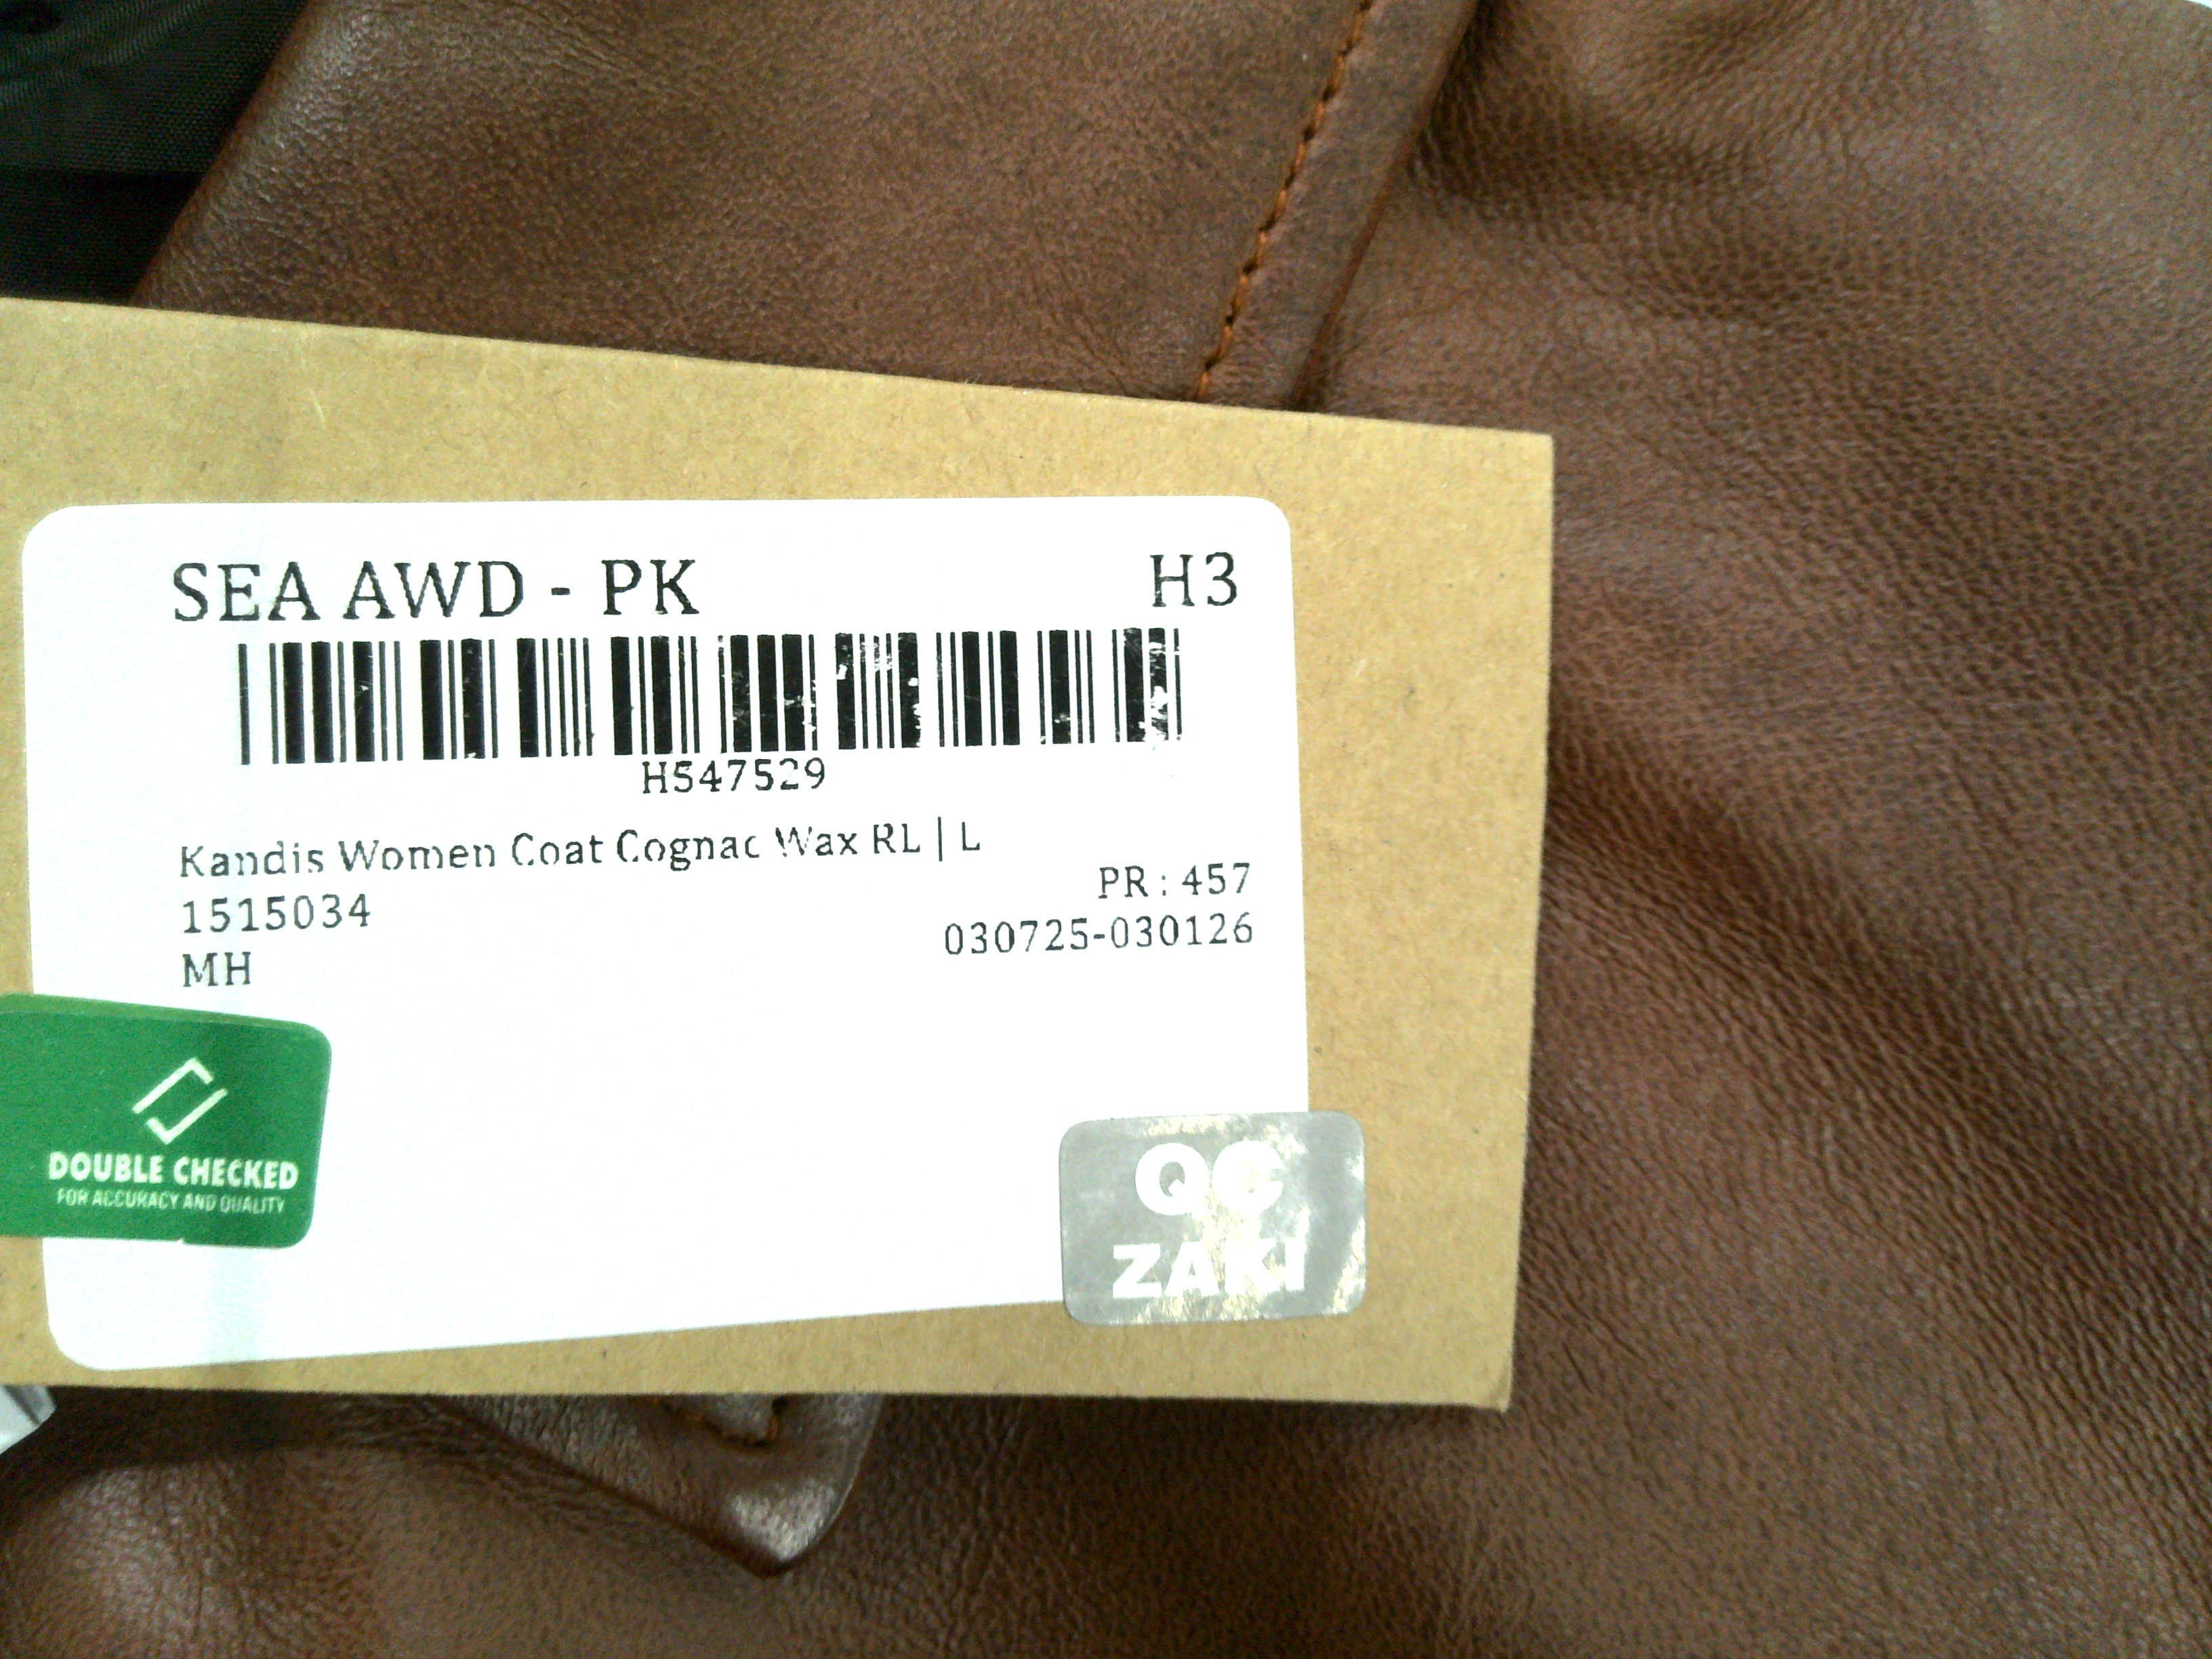 SEA AWD - PK H3
H547529
Kandis Women Coat Cognac Wax RL | L
PR : 457
1515034
030725-030126
MH
DOUBLE CHECKED
FOR ACCURACY AND QUALITY
QC
ZAKI